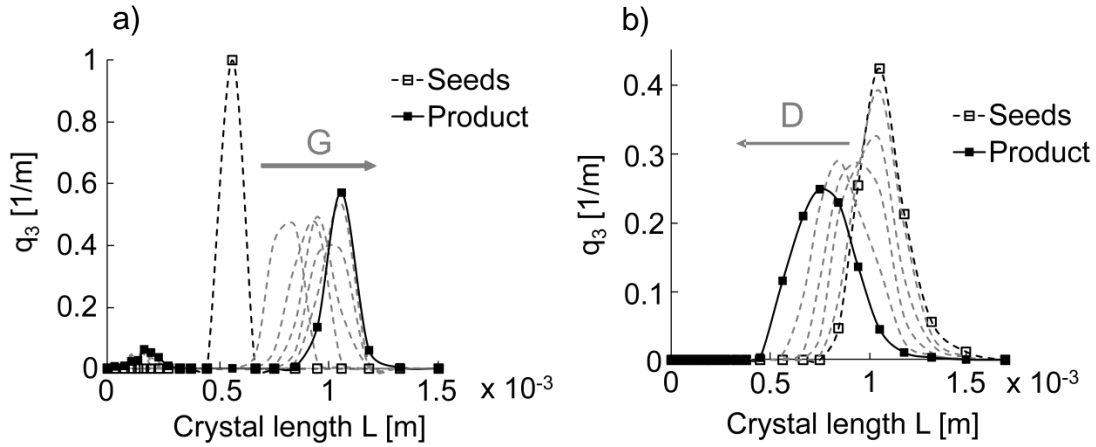 a)
q₃ [1/m]
1
0.8
0.6
0.4
0.2
0
Seeds
Product
G
0 0.5 1 1.5 x 10⁻³
Crystal length L [m]
b)
q₃ [1/m]
0.4
0.3
0.2
0.1
0
Seeds
Product
D
0 0.5 1 1.5 x 10⁻³
Crystal length L [m]